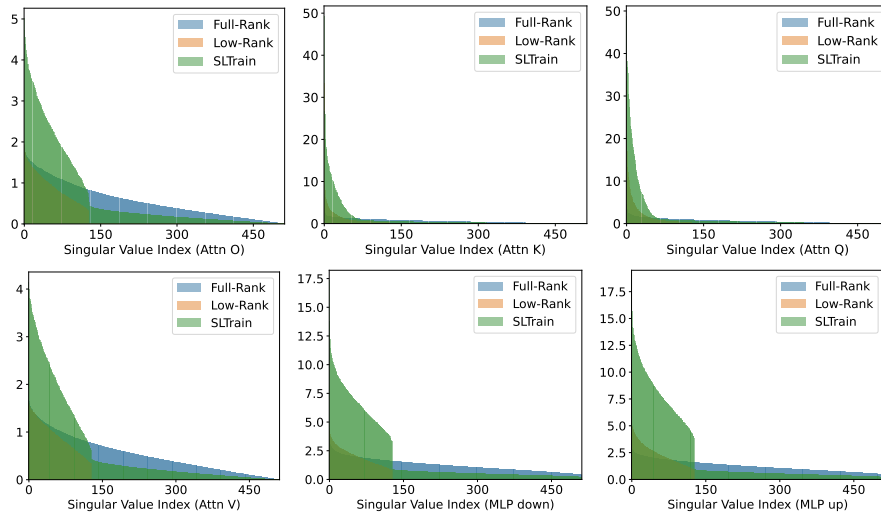 5
4
3
2
1
0
0
150
300
450
Singular Value Index (Attn O)
Full-Rank
Low-Rank
SLTrain
50
40
30
20
10
0
0
150
300
450
Singular Value Index (Attn K)
Full-Rank
Low-Rank
SLTrain
50
40
30
20
10
0
0
150
300
450
Singular Value Index (Attn Q)
Full-Rank
Low-Rank
SLTrain
4
3
2
1
0
0
150
300
450
Singular Value Index (Attn V)
Full-Rank
Low-Rank
SLTrain
17.5
15.0
12.5
10.0
7.5
5.0
2.5
0.0
0
150
300
450
Singular Value Index (MLP down)
Full-Rank
Low-Rank
SLTrain
17.5
15.0
12.5
10.0
7.5
5.0
2.5
0.0
0
150
300
450
Singular Value Index (MLP up)
Full-Rank
Low-Rank
SLTrain